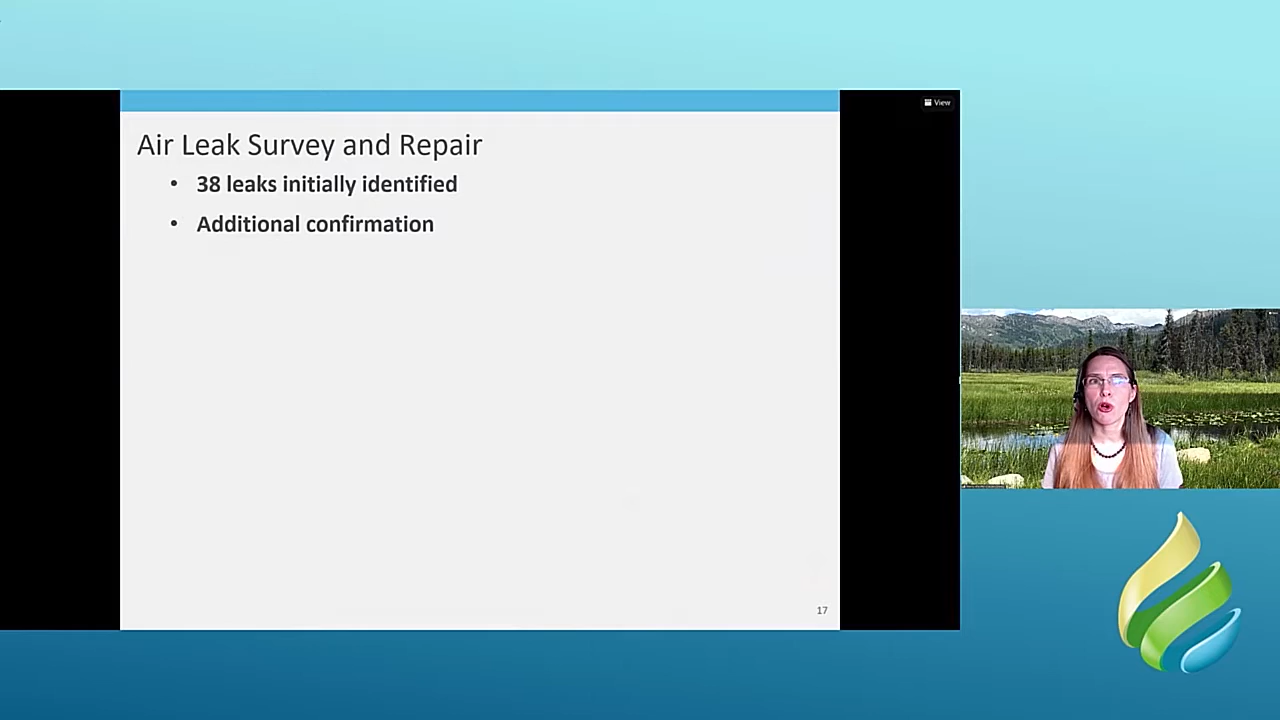 View
Air Leak Survey and Repair
• 38 leaks initially identified
• Additional confirmation
17